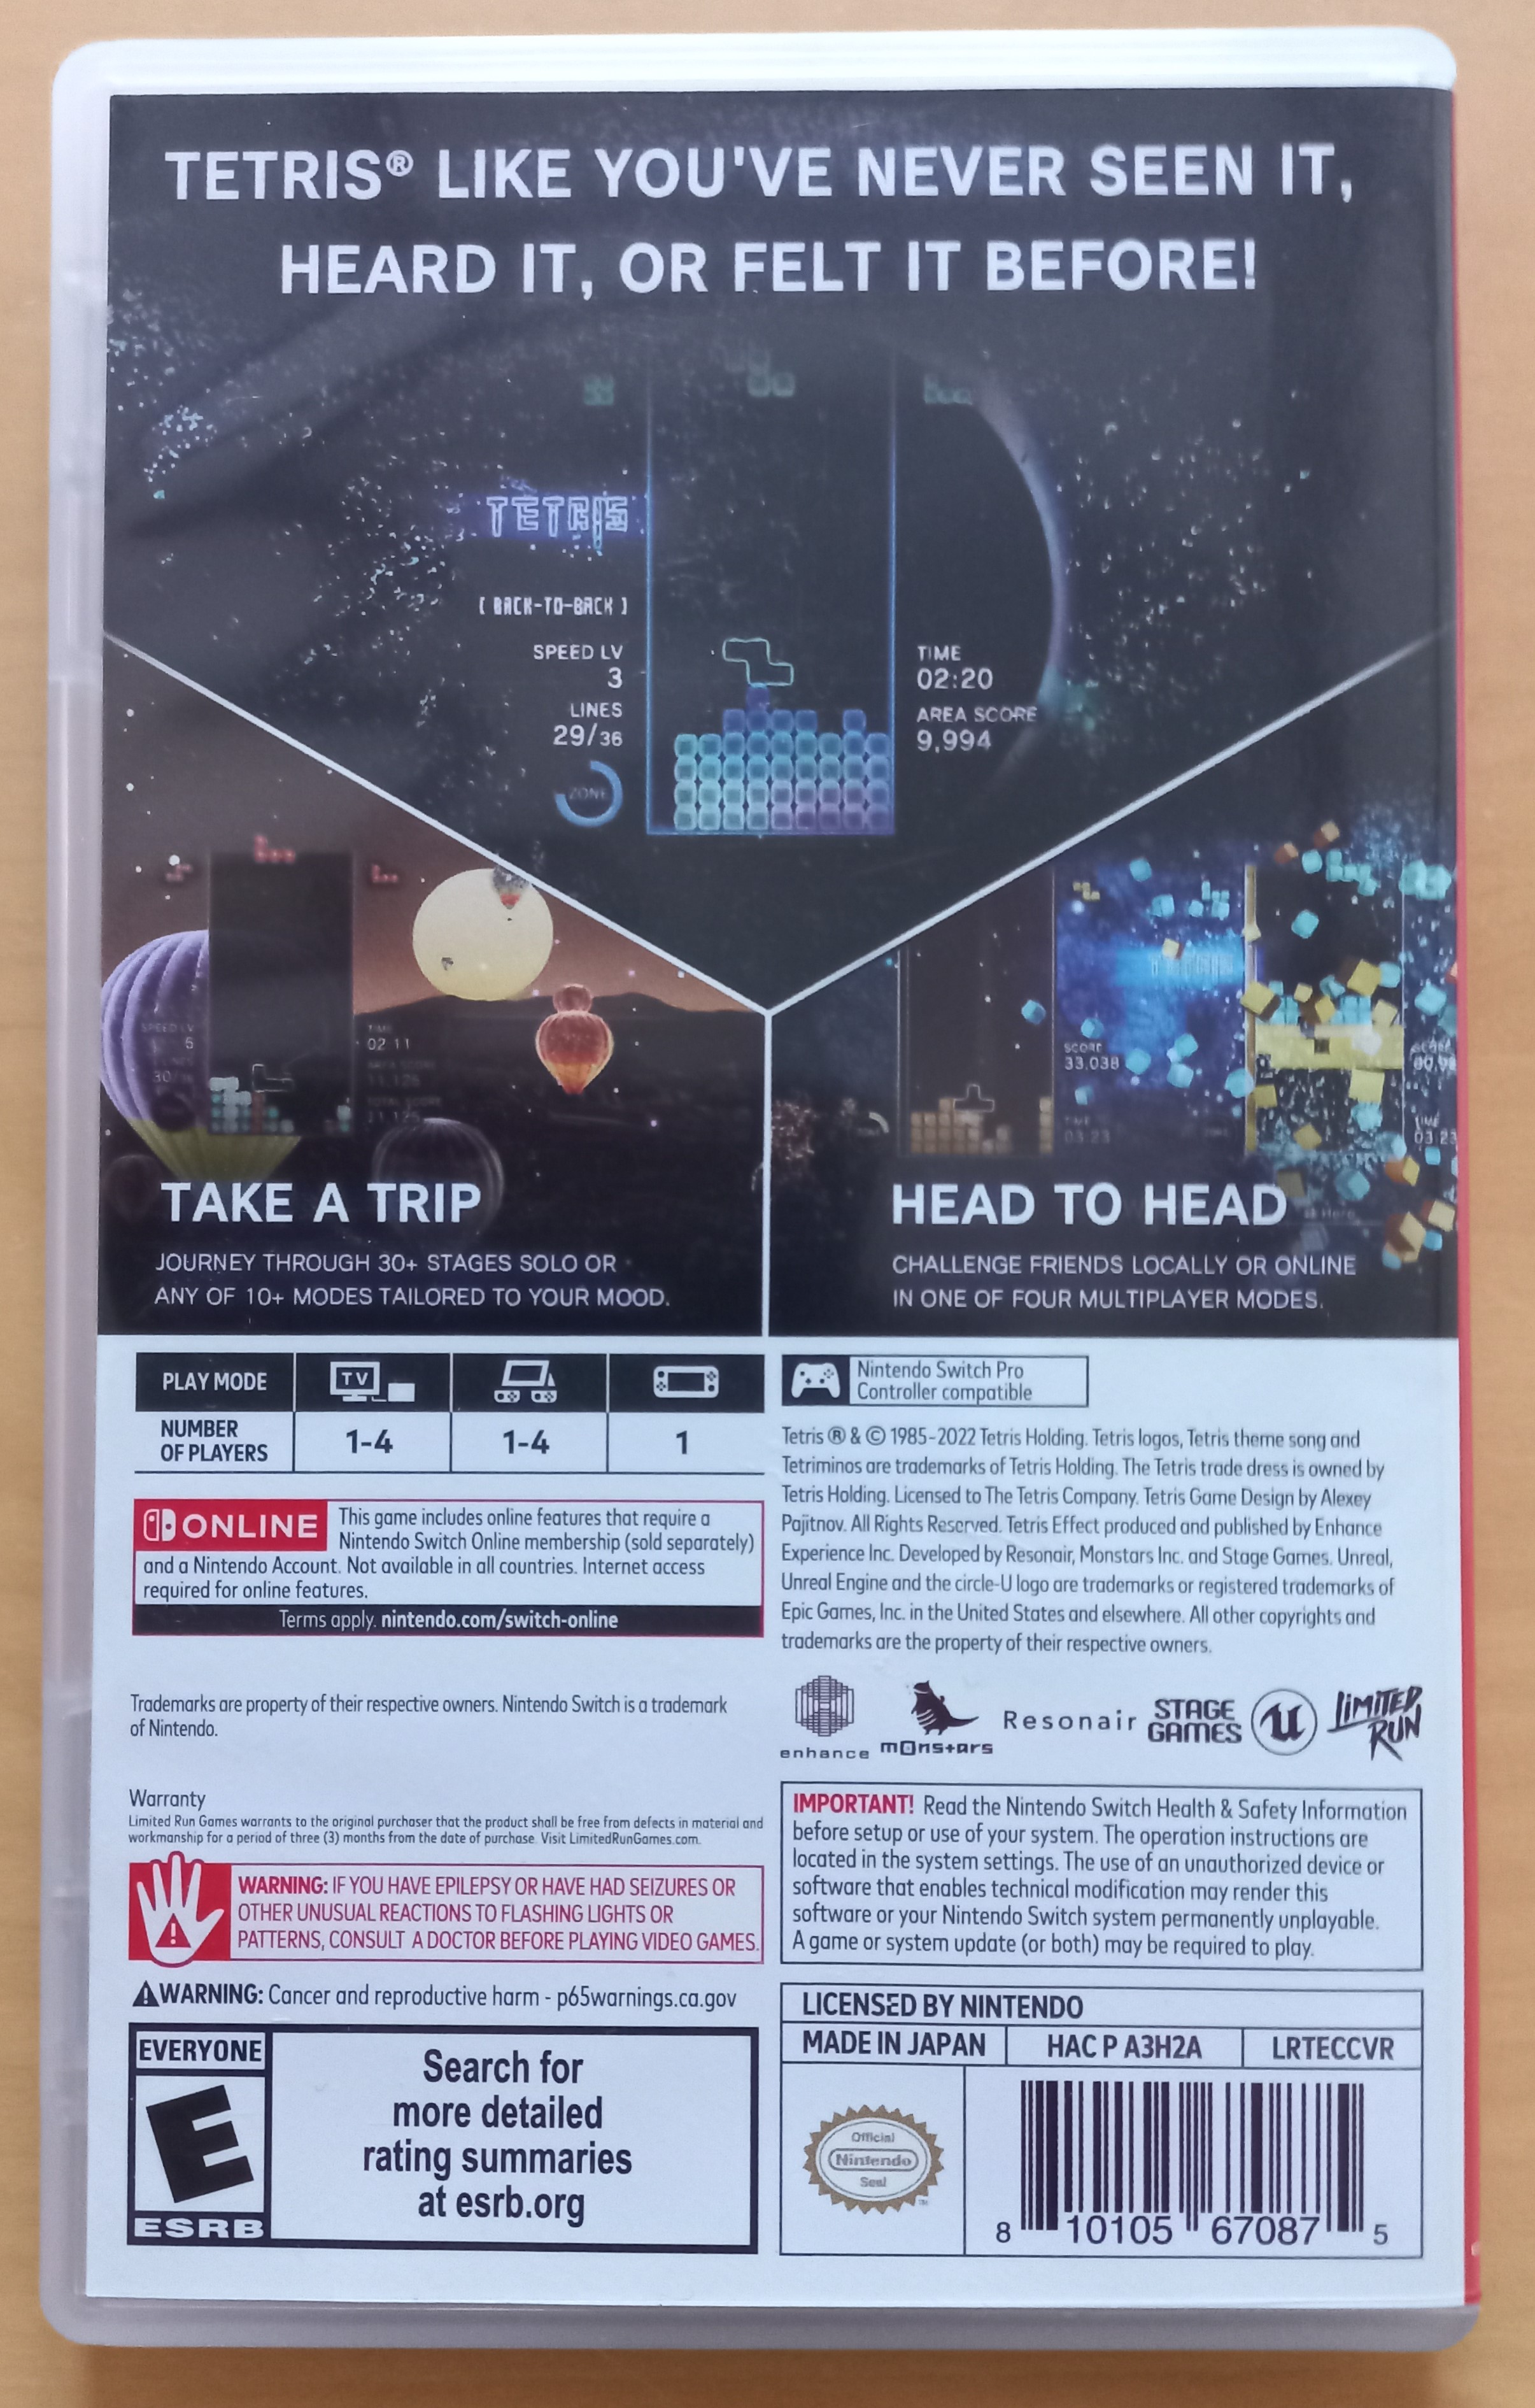 TETRIS® LIKE YOU'VE NEVER SEEN IT,
HEARD IT, OR FELT IT BEFORE!
TETRIS
[ BACK-TO-BACK ]
SPEED LV
3
LINES
29/36
ZONE
TIME
02:20
AREA SCORE
9,994
SPEED LV
5
30/
TIME
02 11
TOTAL SCORE
SCORE
33,038
TIME
03:23
TIME
03:23
TAKE A TRIP
JOURNEY THROUGH 30+ STAGES SOLO OR
ANY OF 10+ MODES TAILORED TO YOUR MOOD.
HEAD TO HEAD
CHALLENGE FRIENDS LOCALLY OR ONLINE
IN ONE OF FOUR MULTIPLAYER MODES.
PLAY MODE
TV
NUMBER
OF PLAYERS
1-4
1-4
1
ONLINE
This game includes online features that require a
Nintendo Switch Online membership (sold separately)
and a Nintendo Account. Not available in all countries. Internet access
required for online features.
Terms apply. nintendo.com/switch-online
Trademarks are property of their respective owners. Nintendo Switch is a trademark
of Nintendo.
Warranty
Limited Run Games warrants to the original purchaser that the product shall be free from defects in material and
workmanship for a period of three (3) months from the date of purchase. Visit LimitedRunGames.com.
WARNING: IF YOU HAVE EPILEPSY OR HAVE HAD SEIZURES OR
OTHER UNUSUAL REACTIONS TO FLASHING LIGHTS OR
PATTERNS, CONSULT A DOCTOR BEFORE PLAYING VIDEO GAMES.
WARNING: Cancer and reproductive harm - p65warnings.ca.gov
EVERYONE
E
ESRB
Search for
more detailed
rating summaries
at esrb.org
Nintendo Switch Pro
Controller compatible
Tetris ® & © 1985-2022 Tetris Holding. Tetris logos, Tetris theme song and
Tetriminos are trademarks of Tetris Holding. The Tetris trade dress is owned by
Tetris Holding. Licensed to The Tetris Company. Tetris Game Design by Alexey
Pajitnov. All Rights Reserved. Tetris Effect produced and published by Enhance
Experience Inc. Developed by Resonair, Monstars Inc. and Stage Games. Unreal,
Unreal Engine and the circle-U logo are trademarks or registered trademarks of
Epic Games, Inc. in the United States and elsewhere. All other copyrights and
trademarks are the property of their respective owners.
enhance
monstars
Resonair
STAGE
GAMES
U
LIMITED
RUN
IMPORTANT! Read the Nintendo Switch Health & Safety Information
before setup or use of your system. The operation instructions are
located in the system settings. The use of an unauthorized device or
software that enables technical modification may render this
software or your Nintendo Switch system permanently unplayable.
A game or system update (or both) may be required to play.
LICENSED BY NINTENDO
MADE IN JAPAN
HAC P A3H2A
LRTECCVR
Official
Nintendo
Seal
™
8 10105 67087 5